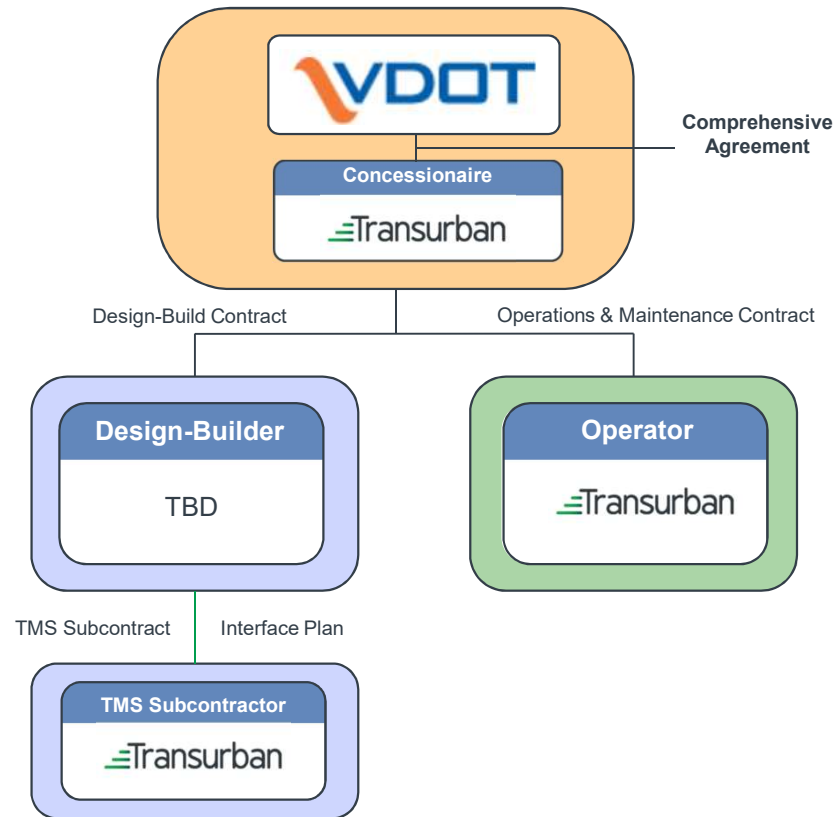 VDOT
Comprehensive
Agreement
Concessionaire
Transurban
Design-Build Contract
Operations & Maintenance Contract
Design-Builder
TBD
Operator
Transurban
TMS Subcontract
Interface Plan
TMS Subcontractor
Transurban